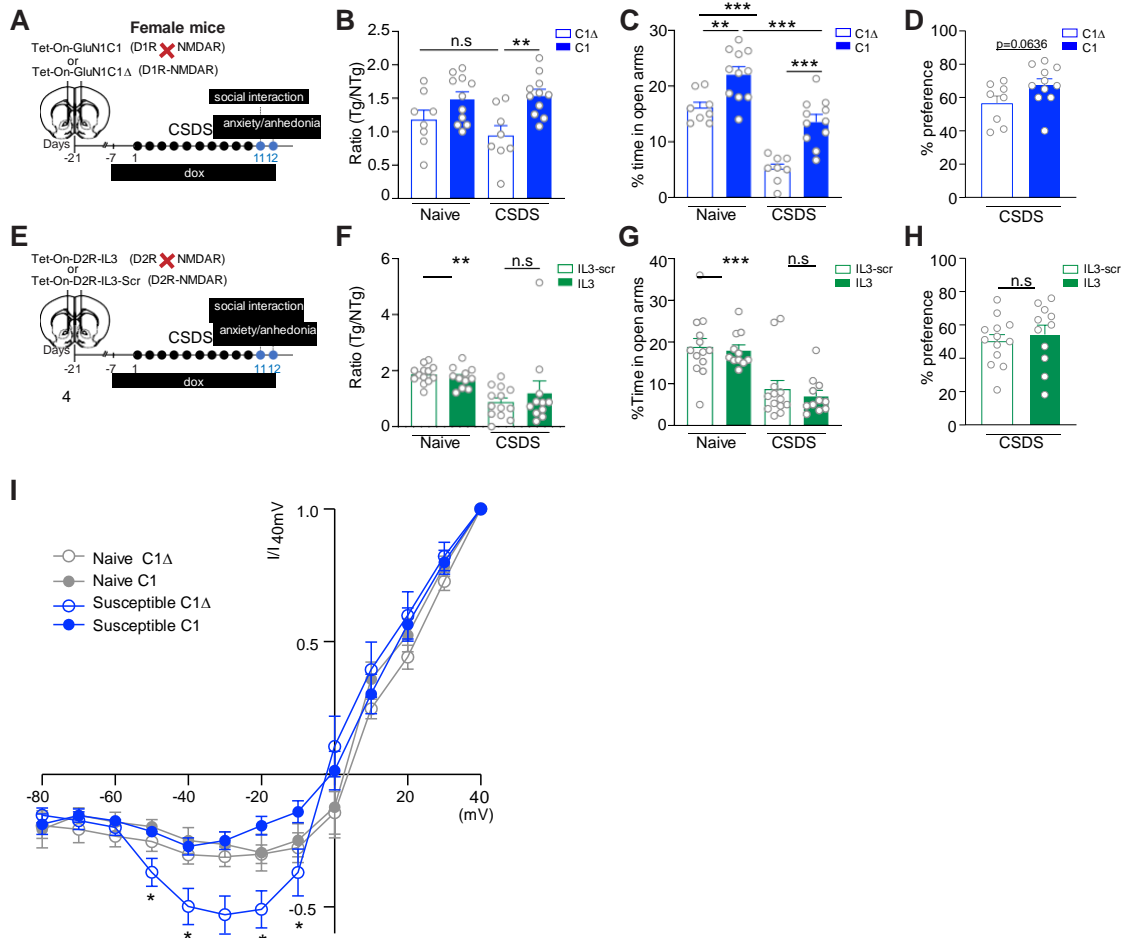 A
Female mice
Tet-On-GluN1C1 (D1R NMDAR)
or
Tet-On-GluN1C1Δ (D1R-NMDAR)
social interaction
anxiety/anhedonia
CSDS
Days
-21 -7 1 11 12
dox
B
C1Δ
C1
n.s **
Ratio (Tg/NTg)
2.5
2.0
1.5
1.0
0.5
0.0
Naive CSDS
C
C1Δ
C1
***
** ***
***
% time in open arms
30
20
10
0
Naive CSDS
D
C1Δ
C1
p=0.0636
% preference
100
80
60
40
20
0
CSDS
E
Tet-On-D2R-IL3 (D2R NMDAR)
or
Tet-On-D2R-IL3-Scr (D2R-NMDAR)
social interaction
anxiety/anhedonia
CSDS
Days
-21 -7 1 11 12
dox
4
F
IL3-scr
IL3
** n.s
Ratio (Tg/NTg)
6
4
2
0
Naive CSDS
G
IL3-scr
IL3
*** n.s
%Time in open arms
40
30
20
10
0
Naive CSDS
H
IL3-scr
IL3
n.s
% preference
100
80
60
40
20
0
CSDS
I
I/I 40mV
1.0
0.5
-0.5
Naive C1Δ
Naive C1
Susceptible C1Δ
Susceptible C1
-80 -60 -40 -20 20 40
(mV)
* * * *